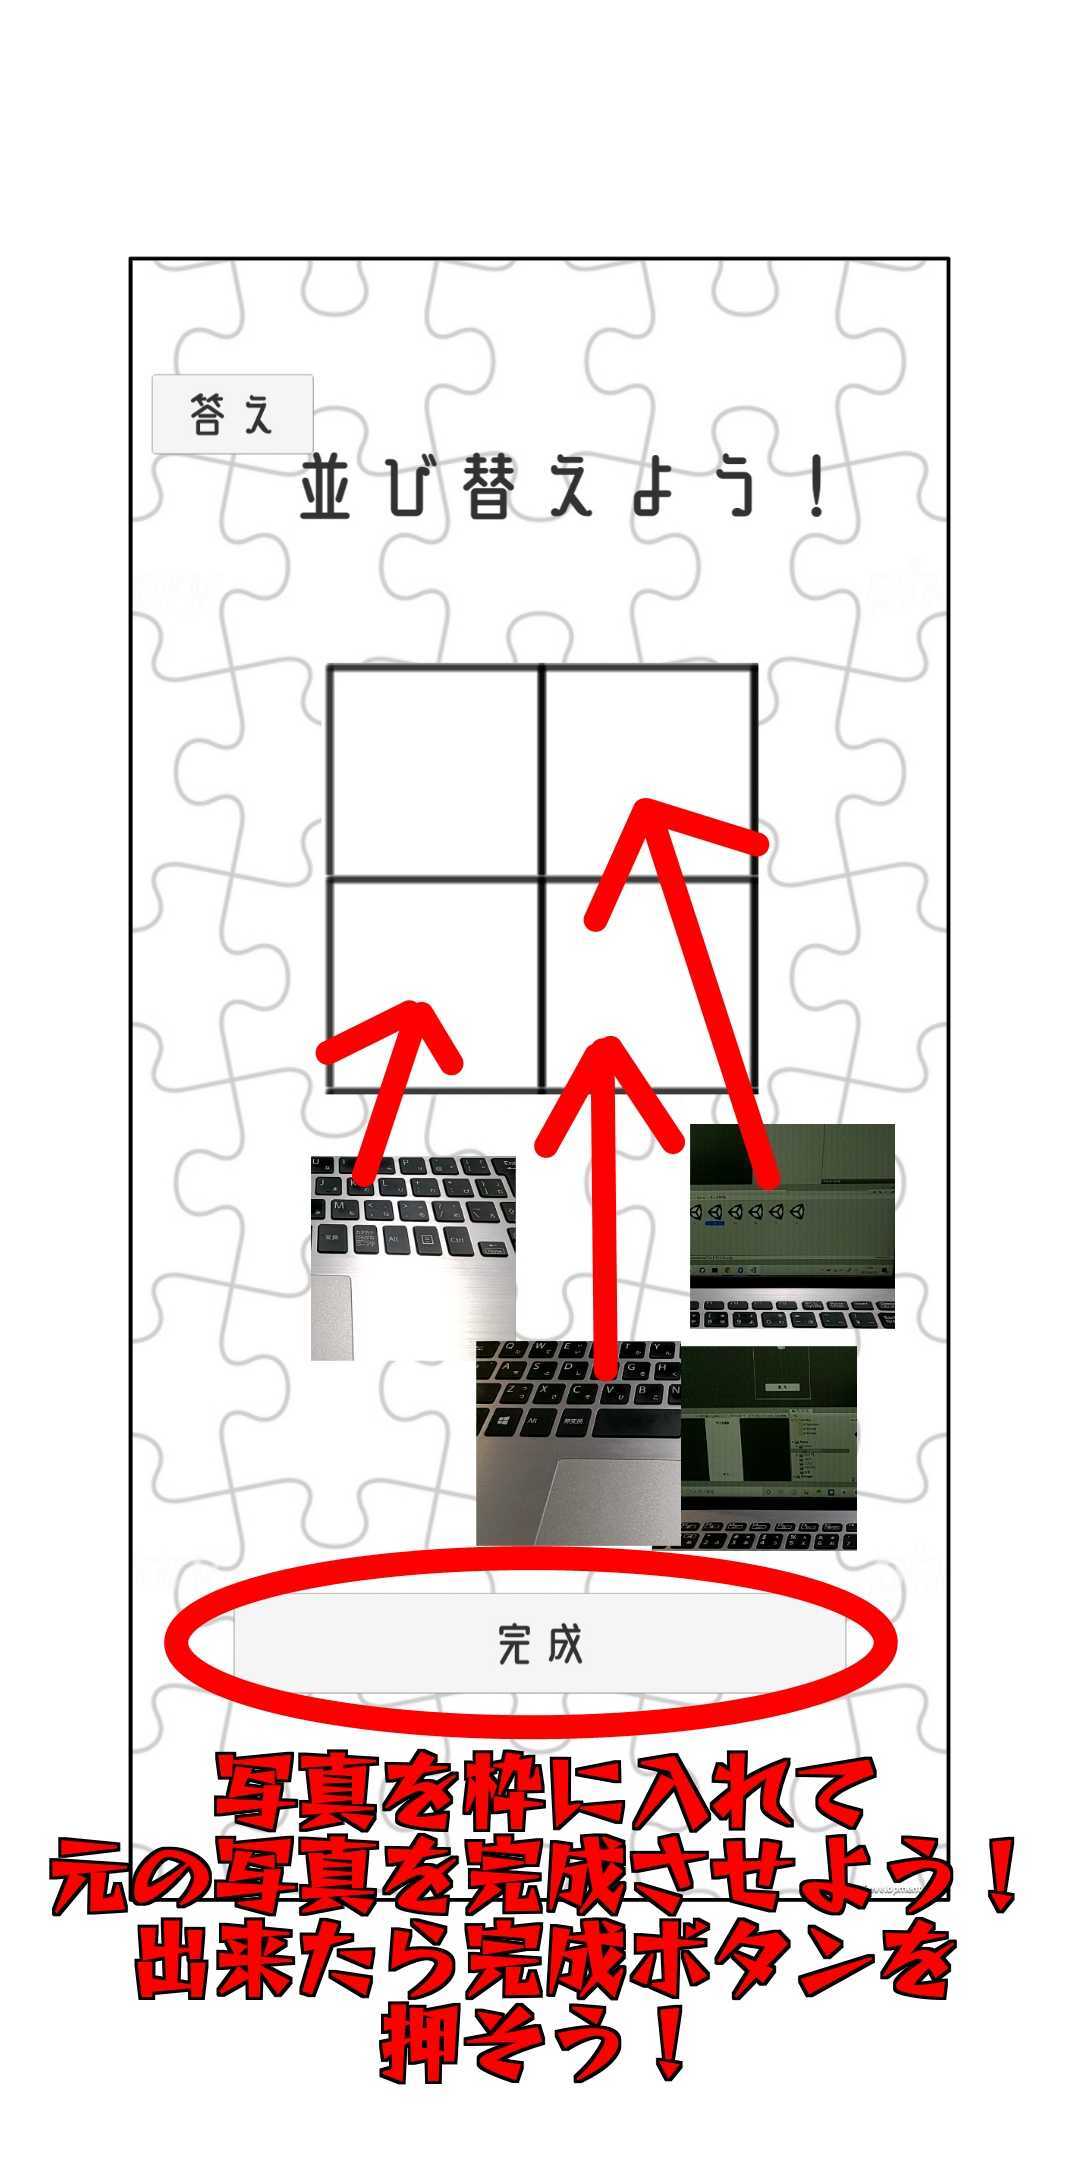 答え
並び替えよう！
完成
写真を枠に入れて
元の写真を完成させよう！
出来たら完成ボタンを
押そう！